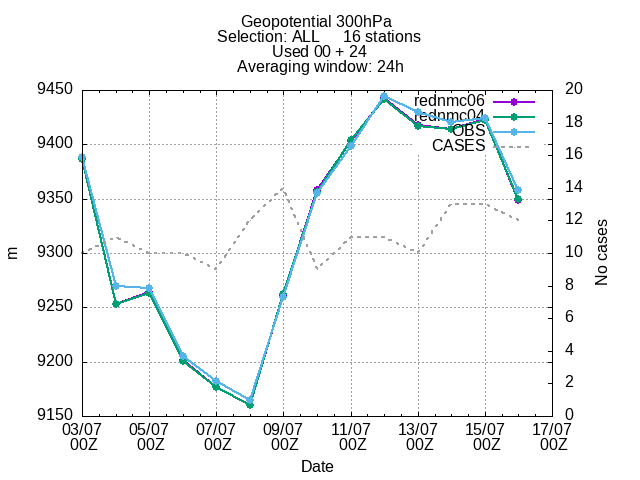 Geopotential 300hPa
Selection: ALL 16 stations
Used 00 + 24
Averaging window: 24h
9450
9400
9350
9300
9250
9200
9150
m
20
18
16
14
12
10
8
6
4
2
0
No cases
rednmc06
rednmc04
OBS
CASES
03/07 05/07 07/07 09/07 11/07 13/07 15/07 17/07
00Z 00Z 00Z 00Z 00Z 00Z 00Z 00Z
Date